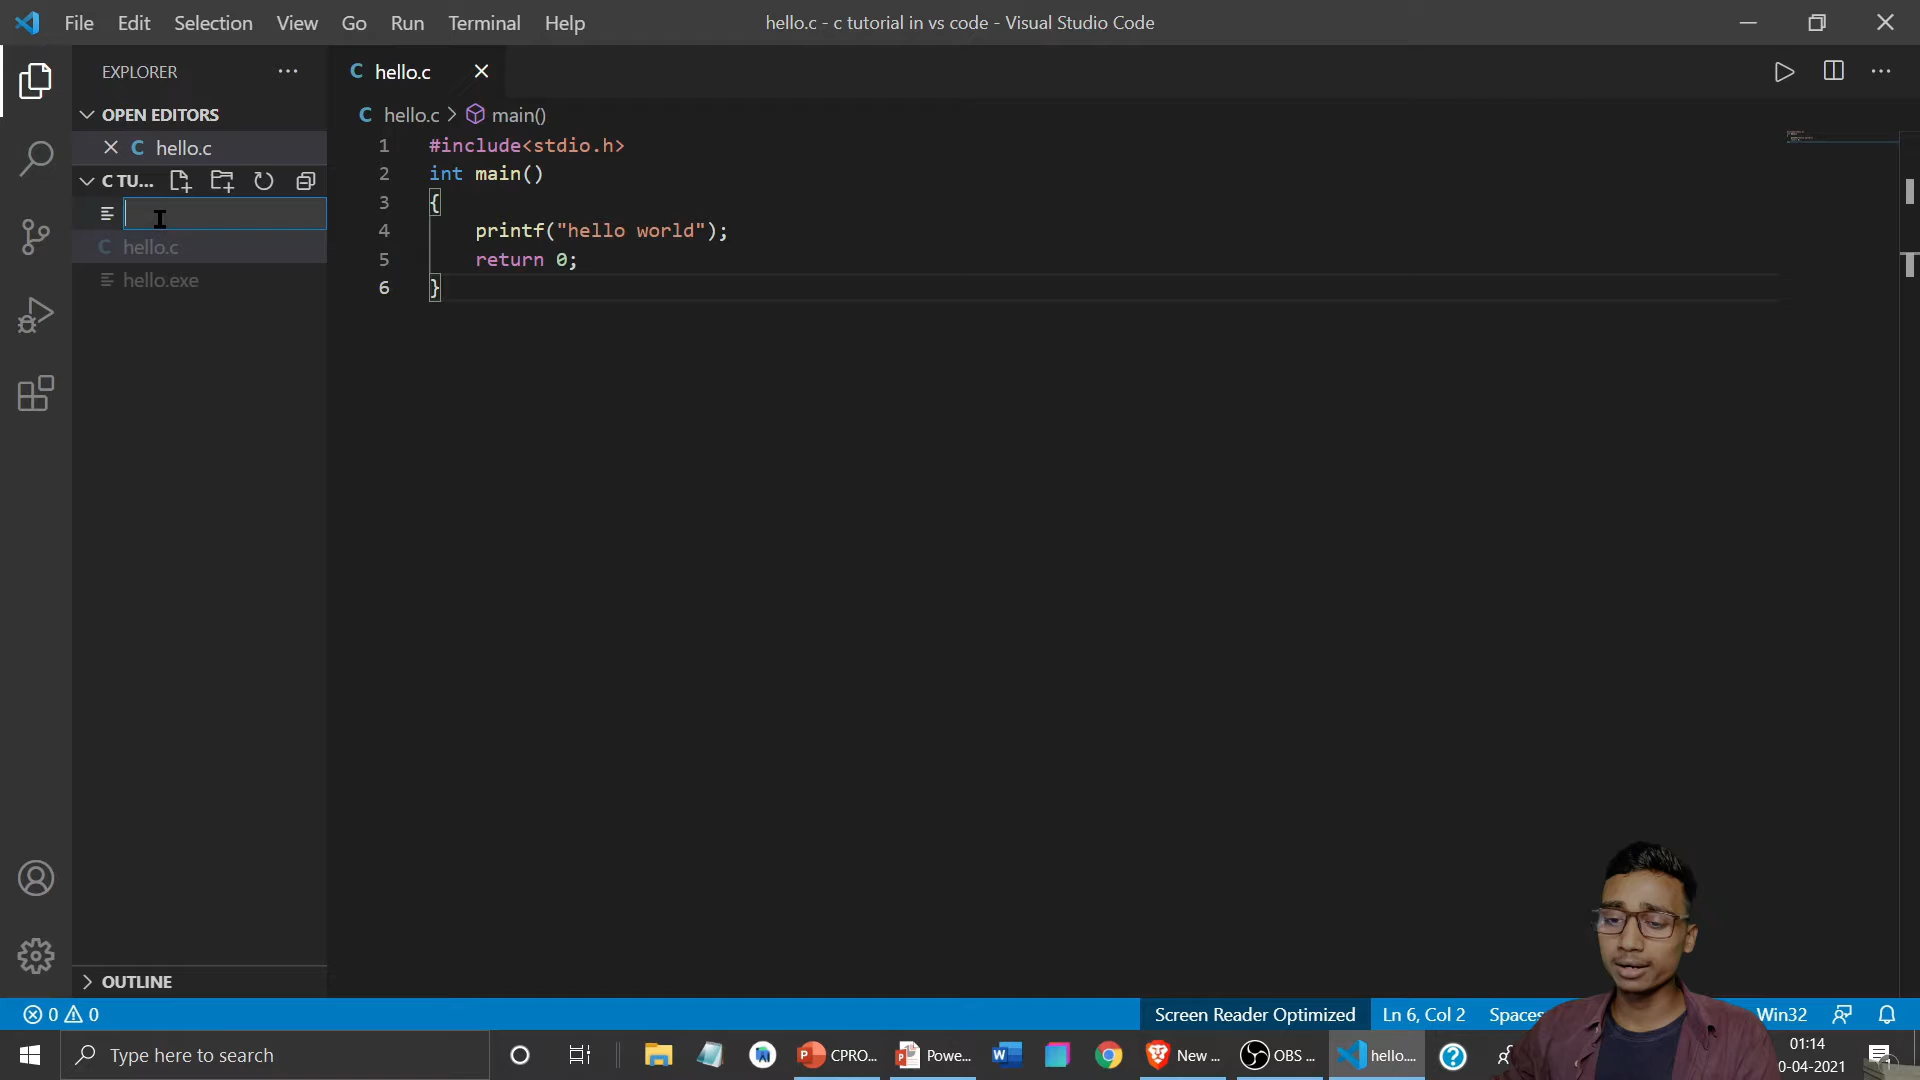 File Edit Selection View Go Run Terminal Help hello.c - c tutorial in vs code - Visual Studio Code
EXPLORER
OPEN EDITORS
hello.c
C TU...
hello.c
hello.exe
OUTLINE
C hello.c
C hello.c > main()
1 #include<stdio.h>
2 int main()
3 {
4 printf("hello world");
5 return 0;
6 }
0 0 Screen Reader Optimized Ln 6, Col 2 Win32
Type here to search CPRO... Powe... New ... OBS ... hello....
01:14
0-04-2021